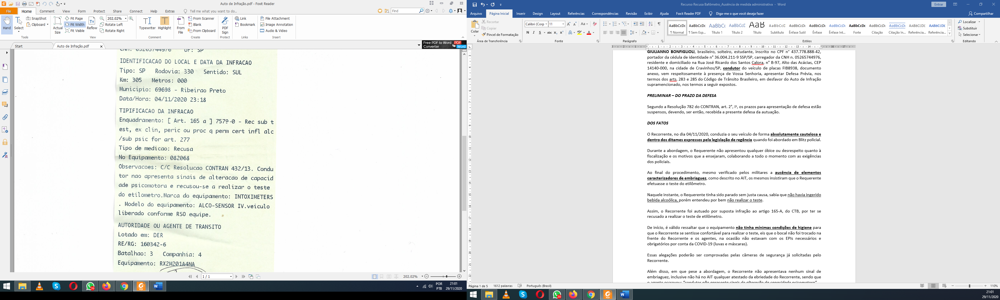 Auto de Infração.pdf - Foxit Reader
File Home Comment View Form Protect Share Connect Help Extras Tell me what you want to do.. Find
Hand Select SnapShot Clipboard Actual Size Fit Page Fit Width Fit Visible Reflow 202.02% Rotate Left Rotate Right Typewriter Highlight From File From Scanner Blank From Clipboard PDF Sign Link Bookmark File Attachment Image Annotation Audio & Video
Tools View Comment Create Protect Links Insert
Start Auto de Infração.pdf
Free PDF to Word Converter PDF Word
CNH: 05265744976 UF: SP
IDENTIFICACAO DO LOCAL E DATA DA INFRACAO
Tipo: SP Rodovia: 330 Sentido: SUL
Km: 305 Metros: 000
Municipio: 69698 - Ribeirao Preto
Data/Hora: 04/11/2020 23:18
TIPIFICACAO DA INFRACAO
Enquadramento: [ Art. 165 a ] 7579-0 - Rec sub t
est, ex clin, peric ou proc q perm cert infl alc
/sub psic for art. 277
Tipo de medicao: Recusa
No Equipamento: 082068
Observacoes: C/C Resolucao CONTRAN 432/13. Condu
tor nao apresenta sinais de alteracao de capacid
ade psicomotora e recusou-se a realizar o teste
do etilometro.Marca do equipamento: INTOXIMETERS
. Modelo do equipamento: ALCO-SENSOR IV.veiculo
liberado conforme RSO equipe.
AUTORIDADE OU AGENTE DE TRANSITO
Lotado em: DER
RE/RG: 160342-6
Batalhao: 3 Companhia: 4
Equipamento: RX2M201A4NA
1 / 1 202.02%
39 POR PTB 21:01 29/11/2020
Recurso Recusa Bafômetro_Ausência de medida administrativa - Word
Entrar
Arquivo Página Inicial Inserir Design Layout Referências Correspondências Revisão Exibir Ajuda Foxit Reader PDF Diga-me o que você deseja fazer Compartilhar
Colar Recortar Copiar Pincel de Formatação Calibri (Corp 11 Localizar Substituir Selecionar
AaBbCcDc ¶ Normal AaBbCcDc ¶ Sem Esp... AaBbC Título 1 AaBbCcC Título 2 AaB Título AaBbCcC Subtítulo AaBbCcDc Ênfase Sutil AaBbCcDc Ênfase AaBbCcDc Ênfase Int... AaBbCcDc Forte AaBbCcDc Citação AaBbCcDc Citação In... AaBbCcDc Referência... AaBbCcDc Referência...
Área de Transferência Fonte Parágrafo Estilos Editando
GIULIANNO BONFIGLIOLI, brasileiro, solteiro, estudante, inscrito no CPF n° 437.778.888-42,
portador da cédula de identidade n° 36.004.211-9 SSP/SP, carregador da CNH n. 05265744976,
residente e domiciliado na Rua José Ricardo dos Santos Calora, n° B-97, Alto das Acácias, CEP
14140-000, na cidade de Cravinhos/SP, condutor do veículo de placas FIB8938, documento
anexo, vem respeitosamente à presença de Vossa Senhoria, apresentar Defesa Prévia, nos
termos dos arts. 283 e 285 do Código de Trânsito Brasileiro, em desfavor do Auto de Infração
supramencionado, nos termos a seguir expostos.
PRELIMINAR – DO PRAZO DA DEFESA
Segundo a Resolução 782 do CONTRAN, art. 2°, I¹, os prazos para apresentação de defesa estão
suspensos, devendo, ser então, recebida a presente defesa da autuação.
DOS FATOS
O Recorrente, no dia 04/11/2020, conduzia o seu veículo de forma absolutamente cautelosa e
dentro dos ditames expressos pela legislação de regência quando foi abordado em Blitz policial.
Durante a abordagem, o Requerente não apresentou qualquer óbice ou desrespeito quanto à
fiscalização e os motivos que a ensejaram, colaborando a todo o momento com as exigências
dos policiais.
Ao final do procedimento, mesmo verificado pelos militares a ausência de elementos
caracterizadores de embriaguez, como descrito no AIT, os mesmos insistiram que o Requerente
efetuasse o teste do etilômetro.
Naquele instante, o Requerente tinha sido parado sem justa causa, sabia que não havia ingerido
bebida alcoólica, porém entendeu por bem não realizar o teste.
Assim, o Recorrente foi autuado por suposta infração ao artigo 165-A, do CTB, por ter se
recusado a realizar o teste de etilômetro.
De início, é válido ressaltar que o equipamento não tinha mínimas condições de higiene para
que o Recorrente se sentisse confortável para realizar o teste, eis que o bocal não foi trocado na
frente do Recorrente e os agentes, na ocasião não estavam com os EPIs necessários e
obrigatórios por conta da COVID-19 (luvas e máscaras).
Essas alegações poderão ser comprovadas pelas câmeras de segurança já solicitadas pelo
Recorrente.
Além disso, em que pese a abordagem, o Recorrente não apresentava nenhum sinal de
embriaguez, inclusive não há no AIT qualquer atestado da ebriedade do Recorrente, sendo que
o agente escreveu: "condutor não apresenta sinais de alteração da capacidade psicomotora"
Página 1 de 5 1612 palavras Português (Brasil) 110%
39 21:01 29/11/2020